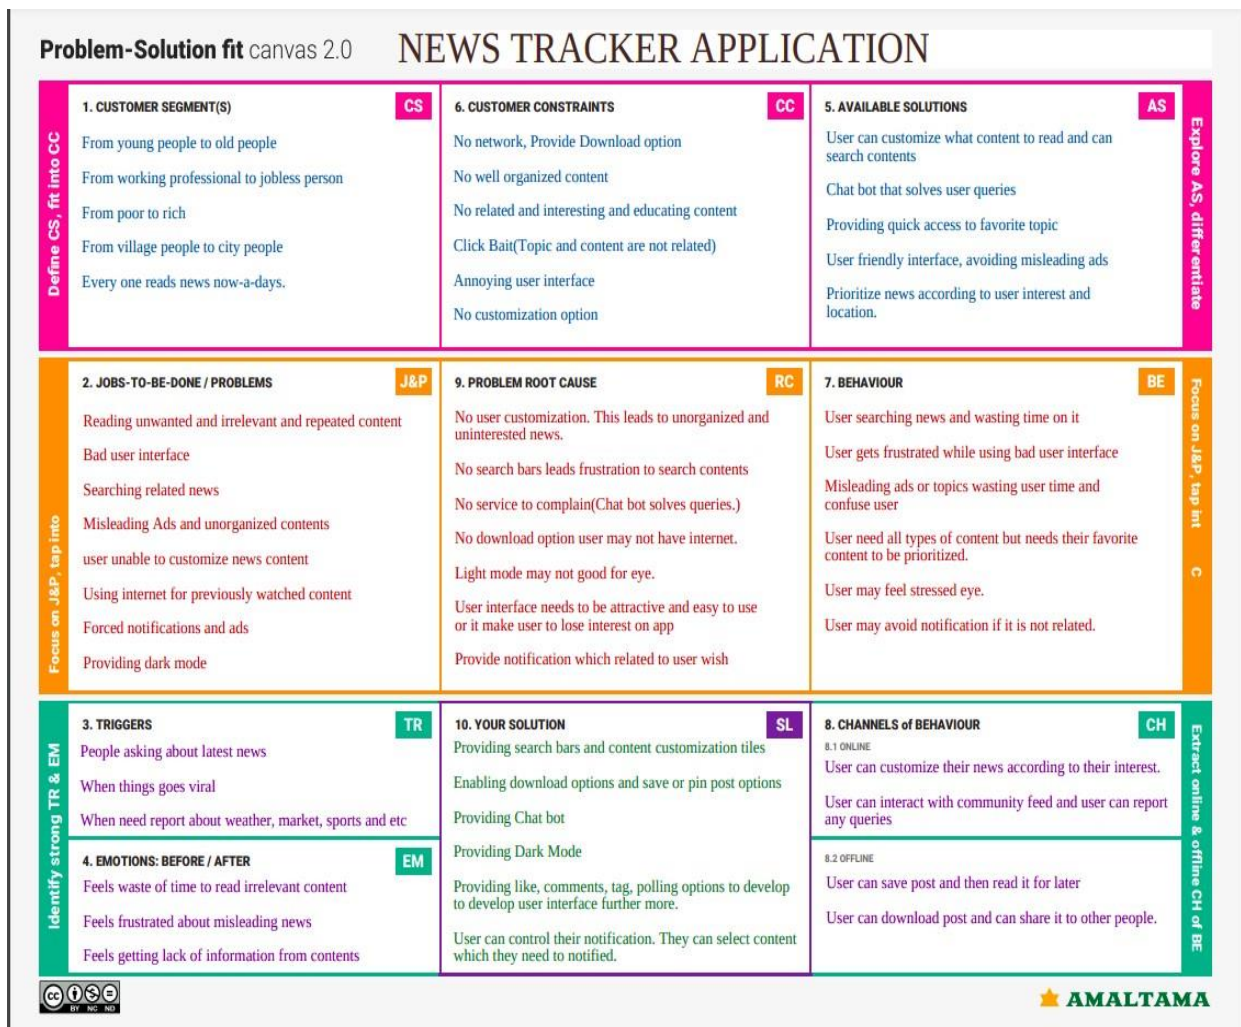 Problem-Solution fit canvas 2.0
NEWS TRACKER APPLICATION
Define CS, fit into CC
1. CUSTOMER SEGMENT(S)
CS
From young people to old people
From working professional to jobless person
From poor to rich
From village people to city people
Every one reads news now-a-days.
6. CUSTOMER CONSTRAINTS
CC
No network, Provide Download option
No well organized content
No related and interesting and educating content
Click Bait(Topic and content are not related)
Annoying user interface
No customization option
5. AVAILABLE SOLUTIONS
AS
User can customize what content to read and can
search contents
Chat bot that solves user queries
Providing quick access to favorite topic
User friendly interface, avoiding misleading ads
Prioritize news according to user interest and
location.
Explore AS, differentiate
Focus on J&P, tap into
2. JOBS-TO-BE-DONE / PROBLEMS
J&P
Reading unwanted and irrelevant and repeated content
Bad user interface
Searching related news
Misleading Ads and unorganized contents
user unable to customize news content
Using internet for previously watched content
Forced notifications and ads
Providing dark mode
9. PROBLEM ROOT CAUSE
RC
No user customization. This leads to unorganized and
uninterested news.
No search bars leads frustration to search contents
No service to complain(Chat bot solves queries.)
No download option user may not have internet.
Light mode may not good for eye.
User interface needs to be attractive and easy to use
or it make user to lose interest on app
Provide notification which related to user wish
7. BEHAVIOUR
BE
User searching news and wasting time on it
User gets frustrated while using bad user interface
Misleading ads or topics wasting user time and
confuse user
User need all types of content but needs their favorite
content to be prioritized.
User may feel stressed eye.
User may avoid notification if it is not related.
Focus on J&P, tap int C
Identify strong TR & EM
3. TRIGGERS
TR
People asking about latest news
When things goes viral
When need report about weather, market, sports and etc
4. EMOTIONS: BEFORE / AFTER
EM
Feels waste of time to read irrelevant content
Feels frustrated about misleading news
Feels getting lack of information from contents
10. YOUR SOLUTION
SL
Providing search bars and content customization tiles
Enabling download options and save or pin post options
Providing Chat bot
Providing Dark Mode
Providing like, comments, tag, polling options to develop
to develop user interface further more.
User can control their notification. They can select content
which they need to notified.
8. CHANNELS of BEHAVIOUR
CH
8.1 ONLINE
User can customize their news according to their interest.
User can interact with community feed and user can report
any queries
8.2 OFFLINE
User can save post and then read it for later
User can download post and can share it to other people.
Extract online & offline CH of BE
cc
BY NC ND
AMALTAMA